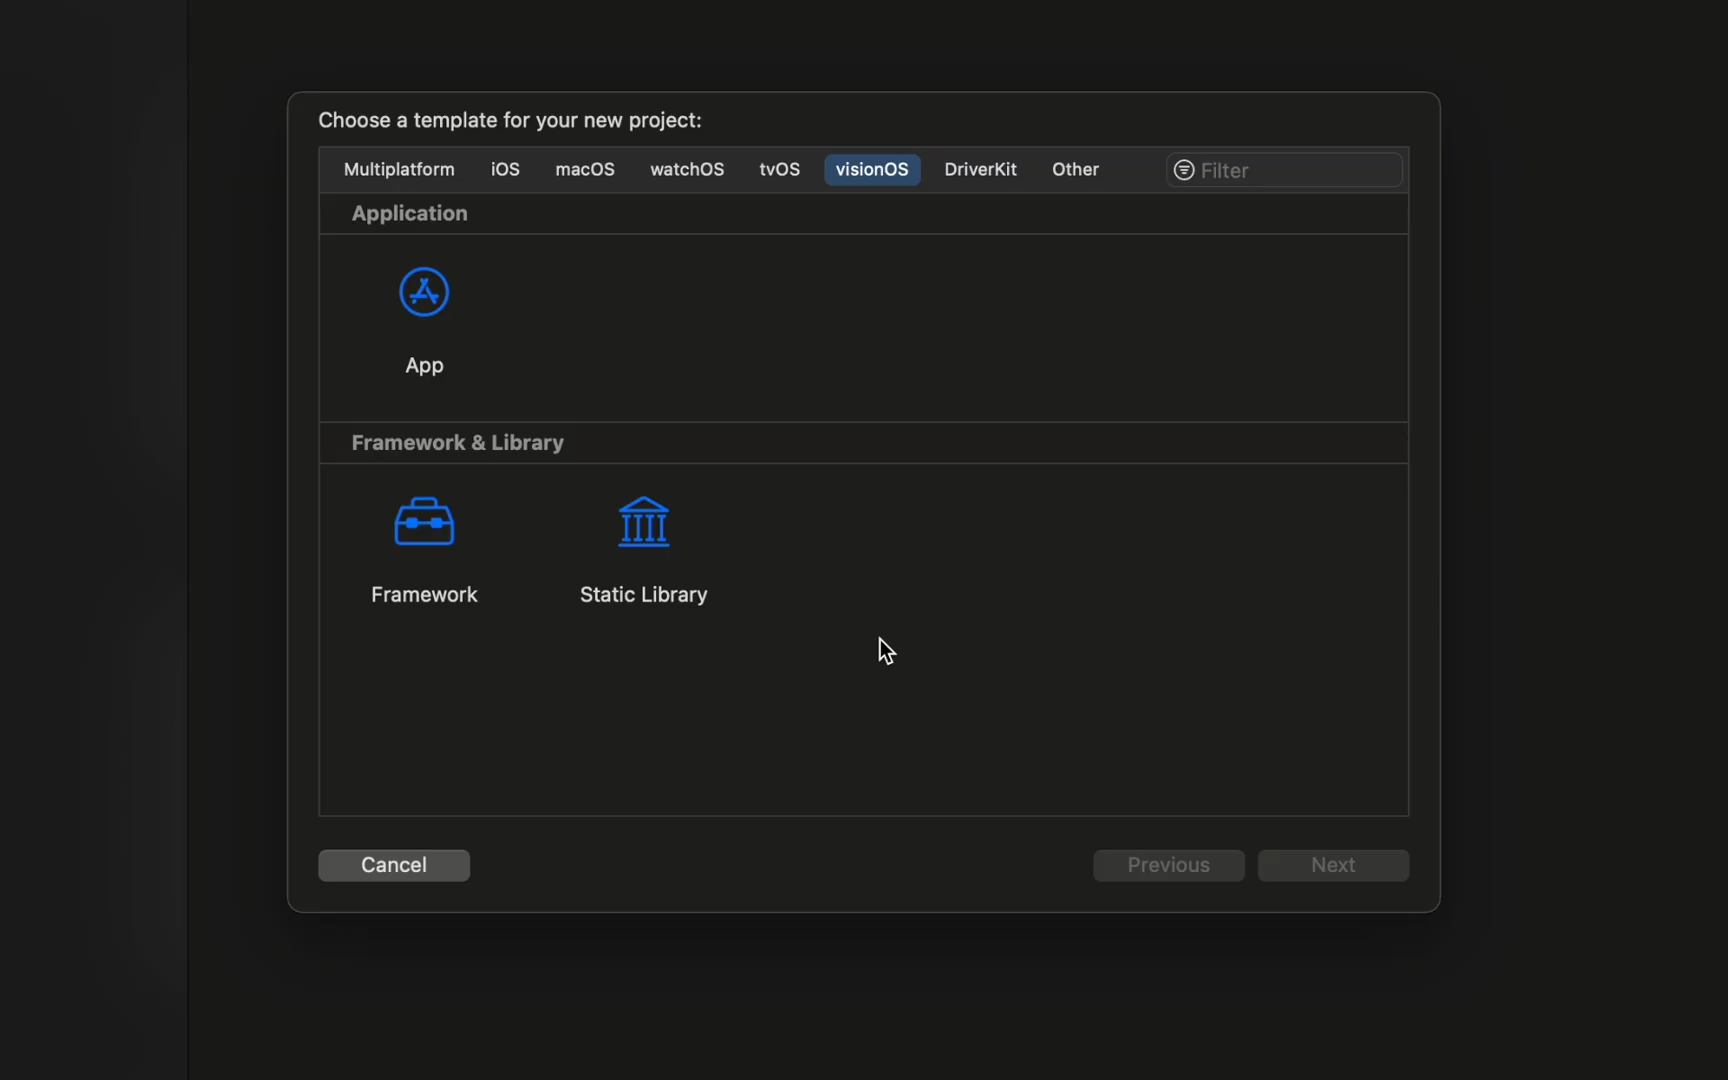 Choose a template for your new project:
Multiplatform iOS macOS watchOS tvOS visionOS DriverKit Other Filter
Application
App
Framework & Library
Framework Static Library
Cancel Previous Next